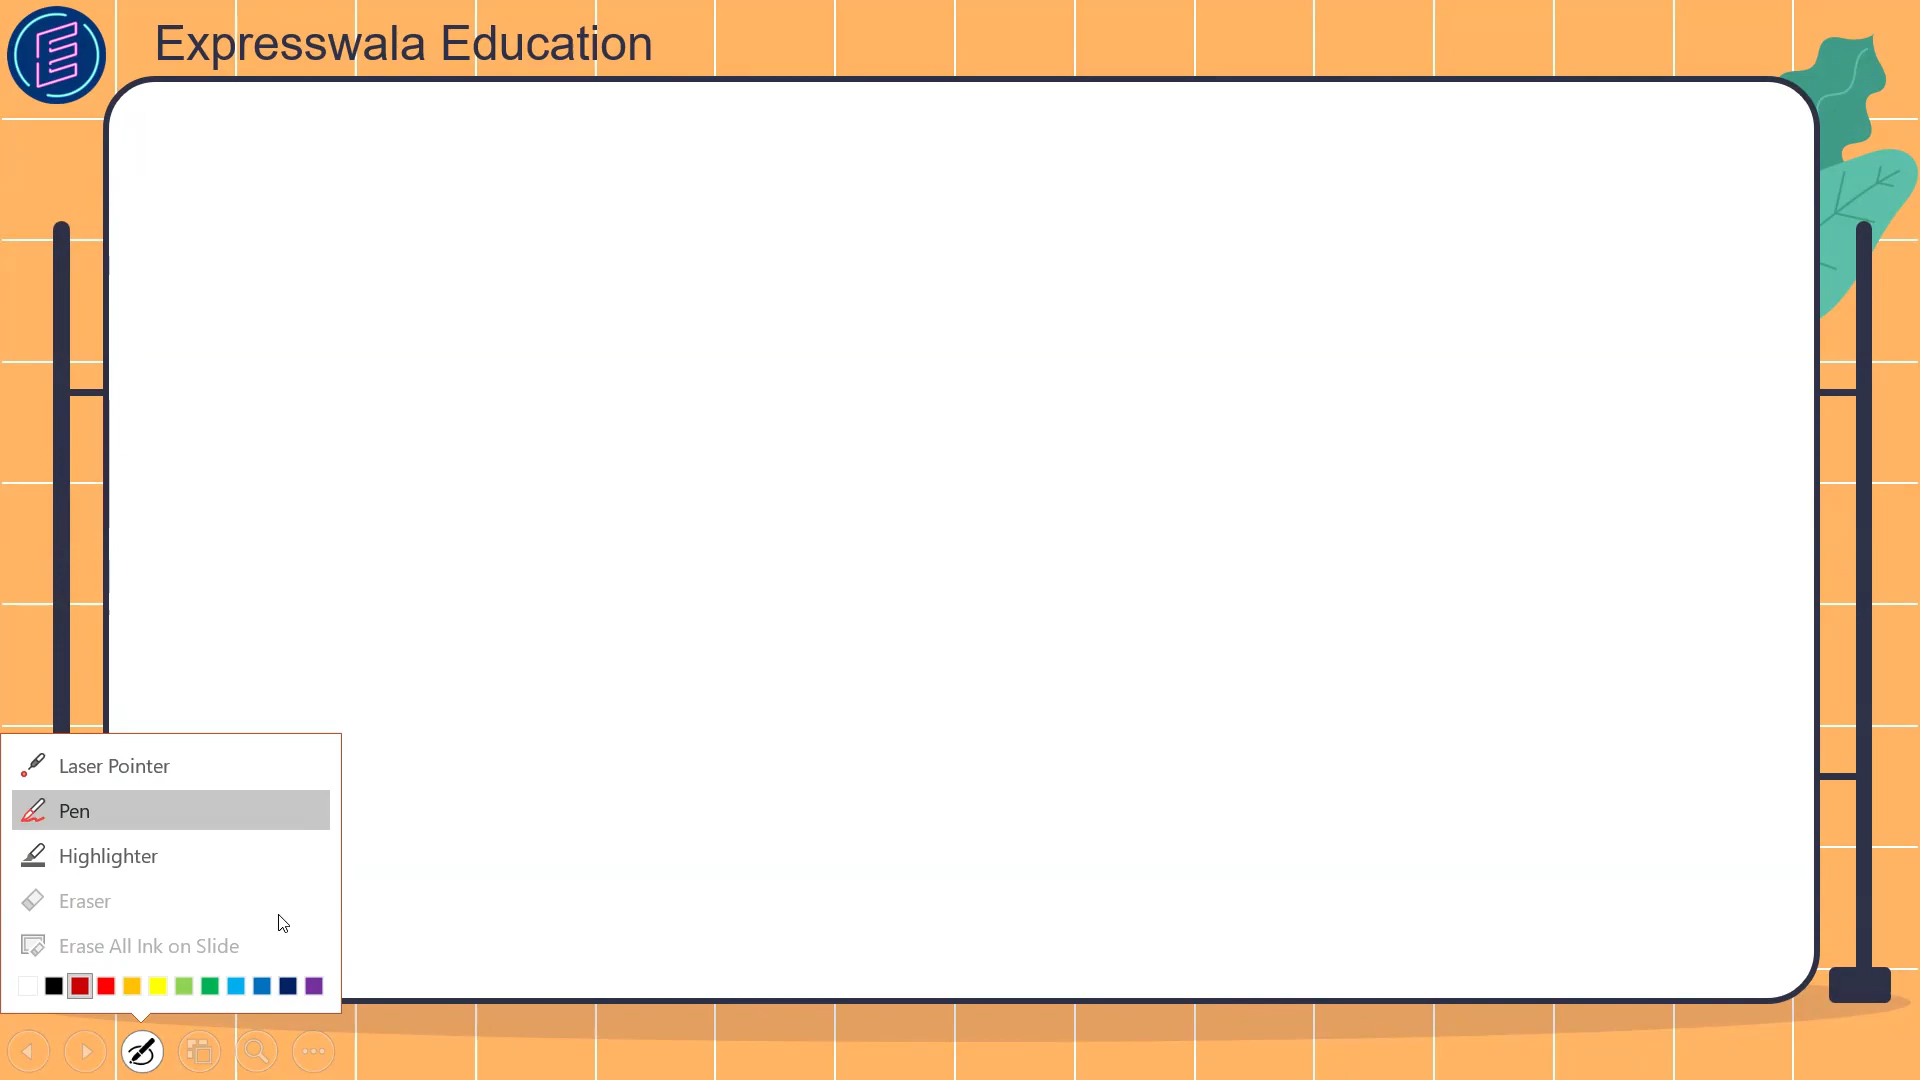 Expresswala Education
Laser Pointer
Pen
Highlighter
Eraser
Erase All Ink on Slide